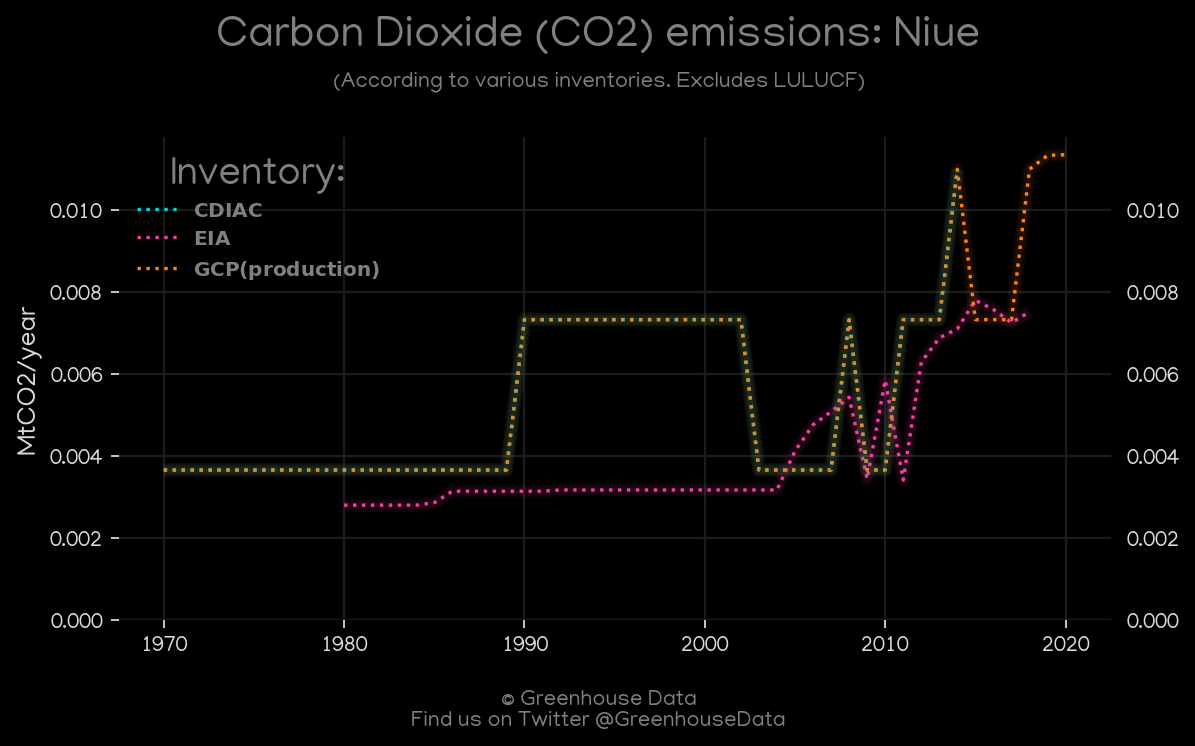 Carbon Dioxide (CO2) emissions: Niue
(According to various inventories. Excludes LULUCF)
Inventory:
CDIAC
EIA
GCP(production)
MtCO2/year
0.010
0.008
0.006
0.004
0.002
0.000
0.010
0.008
0.006
0.004
0.002
0.000
1970
1980
1990
2000
2010
2020
© Greenhouse Data
Find us on Twitter @GreenhouseData